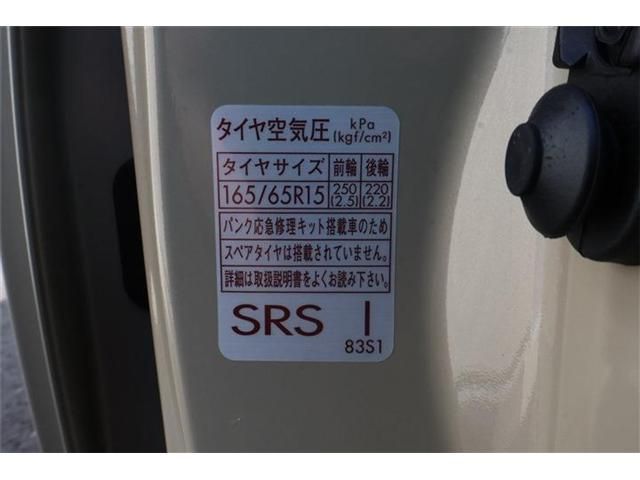 タイヤ空気圧 kPa (kgf/cm²)
タイヤサイズ 前輪 後輪
165/65R15 250 (2.5) 220 (2.2)
パンク応急修理キット搭載車のため
スペアタイヤは搭載されていません。
詳細は取扱説明書をよくお読み下さい。
SRS I
83S1